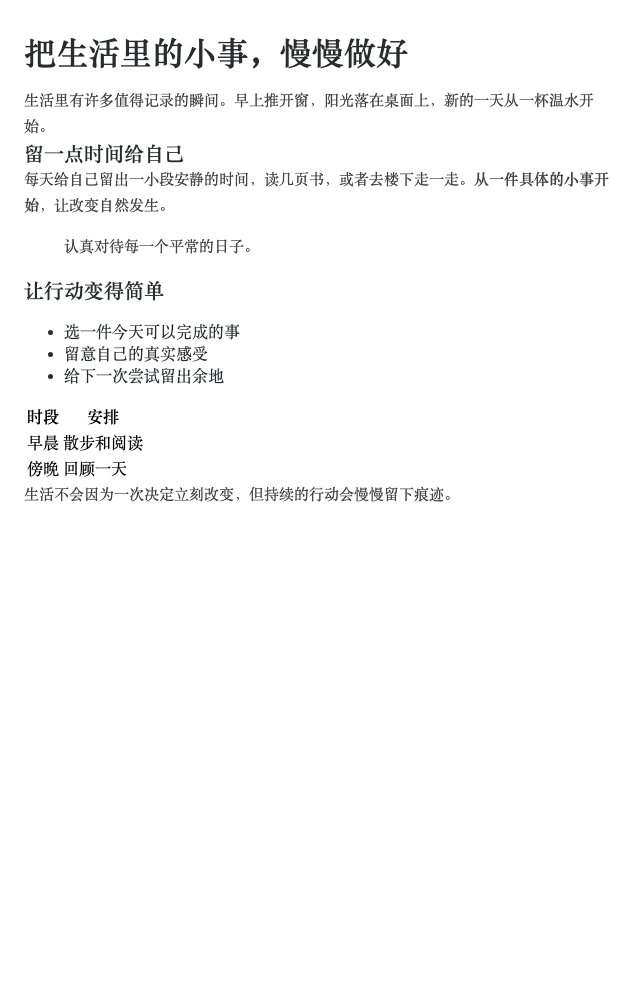 把生活里的小事，慢慢做好
生活里有许多值得记录的瞬间。早上推开窗，阳光落在桌面上，新的一天从一杯温水开
始。
留一点时间给自己
每天给自己留出一小段安静的时间，读几页书，或者去楼下走一走。从一件具体的小事开
始，让改变自然发生。
认真对待每一个平常的日子。
让行动变得简单
• 选一件今天可以完成的事
• 留意自己的真实感受
• 给下一次尝试留出余地
时段 安排
早晨 散步和阅读
傍晚 回顾一天
生活不会因为一次决定立刻改变，但持续的行动会慢慢留下痕迹。